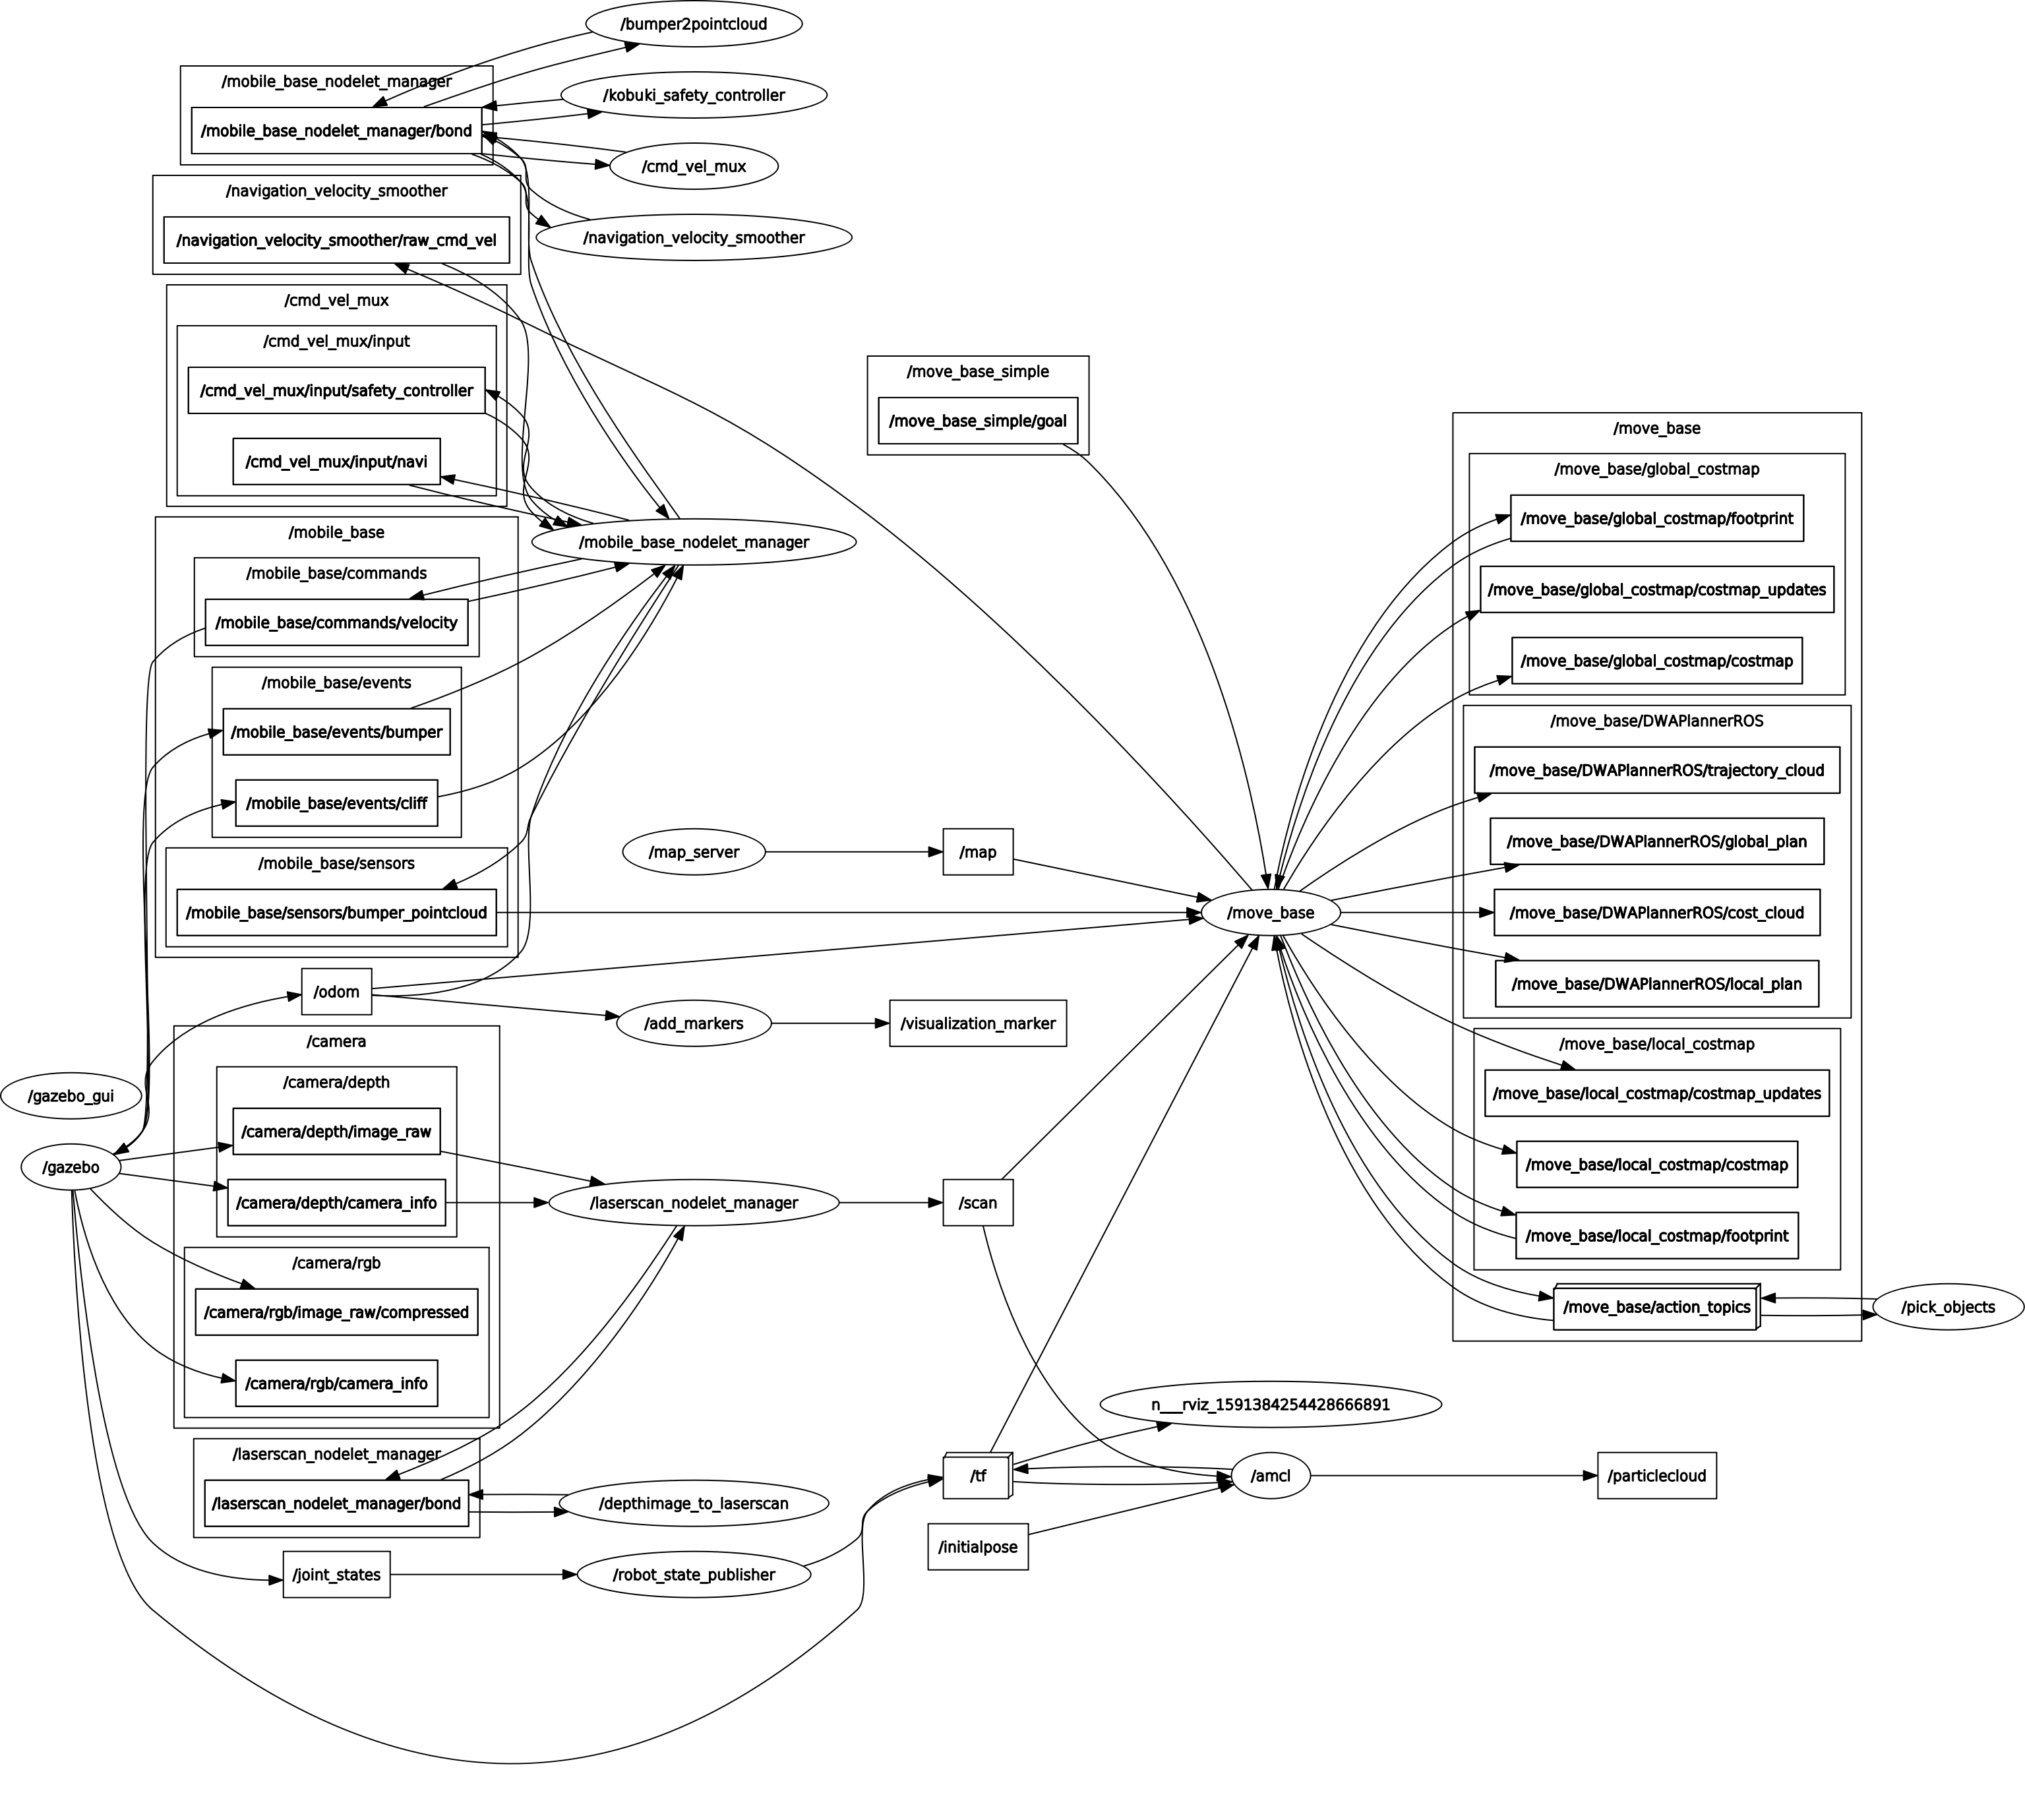 /bumper2pointcloud
/mobile_base_nodelet_manager
/kobuki_safety_controller
/mobile_base_nodelet_manager/bond
/cmd_vel_mux
/navigation_velocity_smoother
/navigation_velocity_smoother/raw_cmd_vel
/navigation_velocity_smoother
/cmd_vel_mux
/cmd_vel_mux/input
/cmd_vel_mux/input/safety_controller
/cmd_vel_mux/input/navi
/move_base_simple
/move_base_simple/goal
/mobile_base
/mobile_base_nodelet_manager
/mobile_base/commands
/mobile_base/commands/velocity
/mobile_base/events
/mobile_base/events/bumper
/mobile_base/events/cliff
/mobile_base/sensors
/mobile_base/sensors/bumper_pointcloud
/map_server
/map
/move_base
/move_base
/move_base/global_costmap
/move_base/global_costmap/footprint
/move_base/global_costmap/costmap_updates
/move_base/global_costmap/costmap
/move_base/DWAPlannerROS
/move_base/DWAPlannerROS/trajectory_cloud
/move_base/DWAPlannerROS/global_plan
/move_base/DWAPlannerROS/cost_cloud
/move_base/DWAPlannerROS/local_plan
/move_base/local_costmap
/move_base/local_costmap/costmap_updates
/move_base/local_costmap/costmap
/move_base/local_costmap/footprint
/move_base/action_topics
/pick_objects
/odom
/add_markers
/visualization_marker
/gazebo_gui
/gazebo
/camera
/camera/depth
/camera/depth/image_raw
/camera/depth/camera_info
/camera/rgb
/camera/rgb/image_raw/compressed
/camera/rgb/camera_info
/laserscan_nodelet_manager
/scan
/laserscan_nodelet_manager
/laserscan_nodelet_manager/bond
/depthimage_to_laserscan
/joint_states
/robot_state_publisher
n___rviz_1591384254428666891
/tf
/amcl
/particlecloud
/initialpose